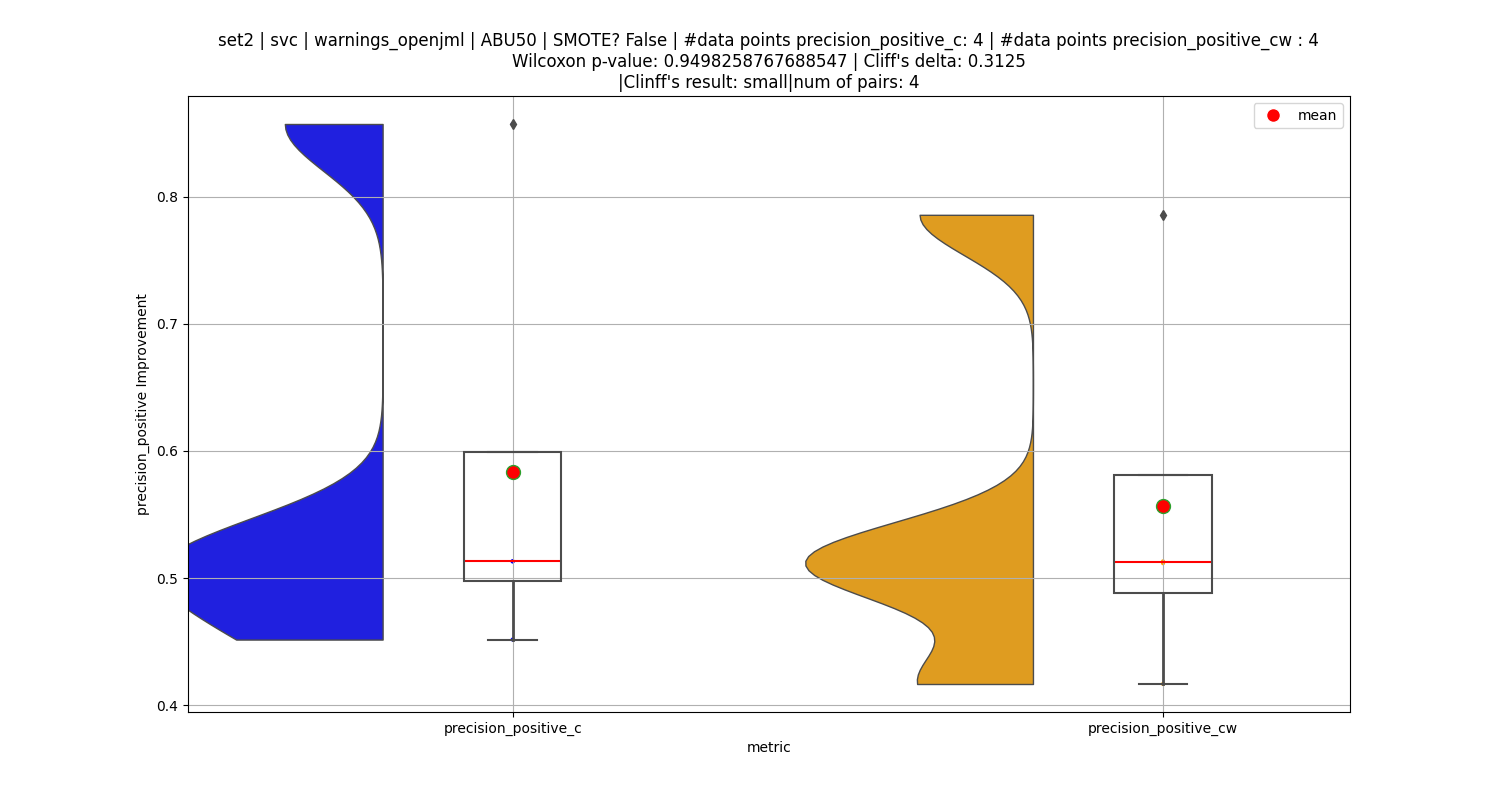 set2 | svc | warnings_openjml | ABU50 | SMOTE? False | #data points precision_positive_c: 4 | #data points precision_positive_cw : 4
Wilcoxon p-value: 0.9498258767688547 | Cliff's delta: 0.3125
|Clinff's result: small|num of pairs: 4
mean
0.8
0.7
0.6
0.5
0.4
precision_positive Improvement
precision_positive_c
precision_positive_cw
metric